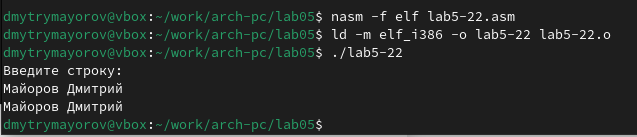 dmytrymayorov@vbox:~/work/arch-pc/lab05$ nasm -f elf lab5-22.asm
dmytrymayorov@vbox:~/work/arch-pc/lab05$ ld -m elf_i386 -o lab5-22 lab5-22.o
dmytrymayorov@vbox:~/work/arch-pc/lab05$ ./lab5-22
Введите строку:
Майоров Дмитрий
Майоров Дмитрий
dmytrymayorov@vbox:~/work/arch-pc/lab05$